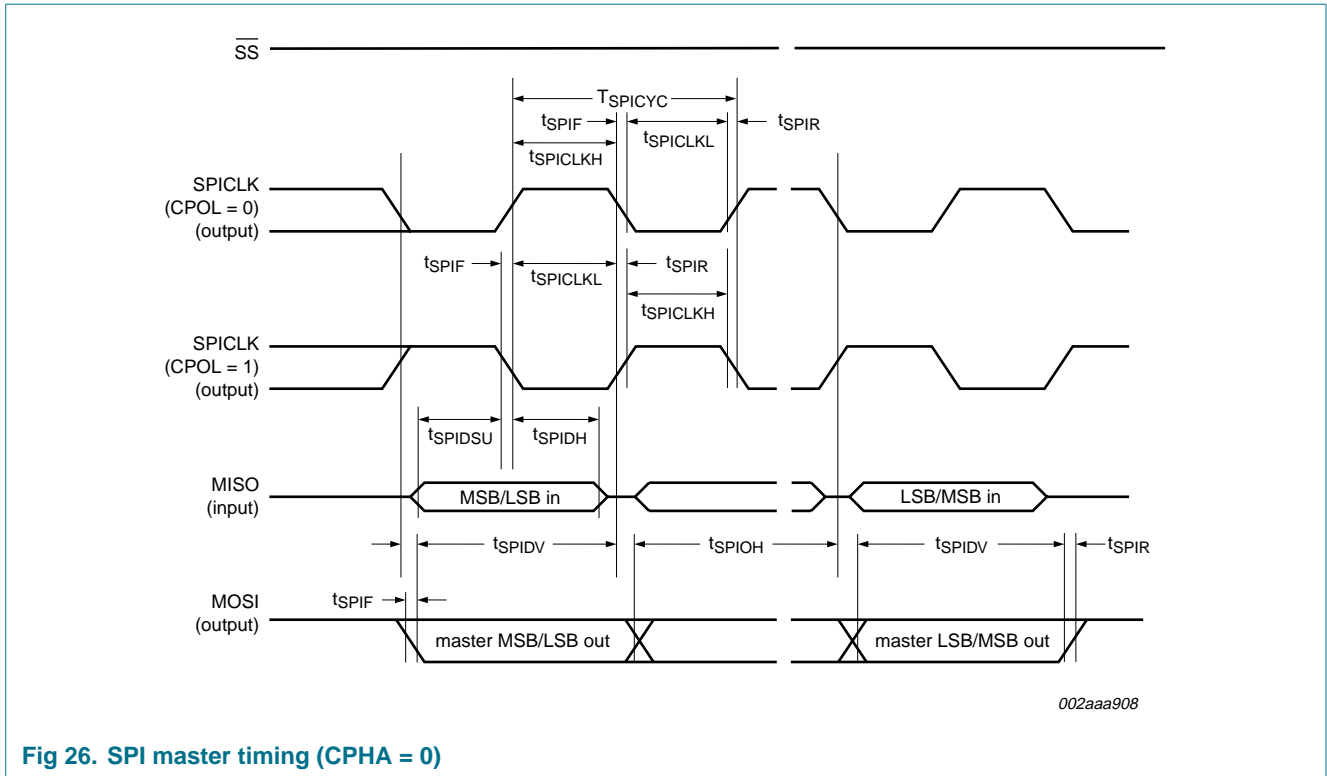 SS
TSPICYC
tSPIF
tSPICLKL
tSPIR
tSPICLKH
SPICLK
(CPOL = 0)
(output)
tSPIF
tSPICLKL
tSPIR
tSPICLKH
SPICLK
(CPOL = 1)
(output)
tSPIDSU
tSPIDH
MISO
(input)
MSB/LSB in
LSB/MSB in
tSPIDV
tSPIOH
tSPIDV
tSPIR
tSPIF
MOSI
(output)
master MSB/LSB out
master LSB/MSB out
002aaa908
Fig 26. SPI master timing (CPHA = 0)